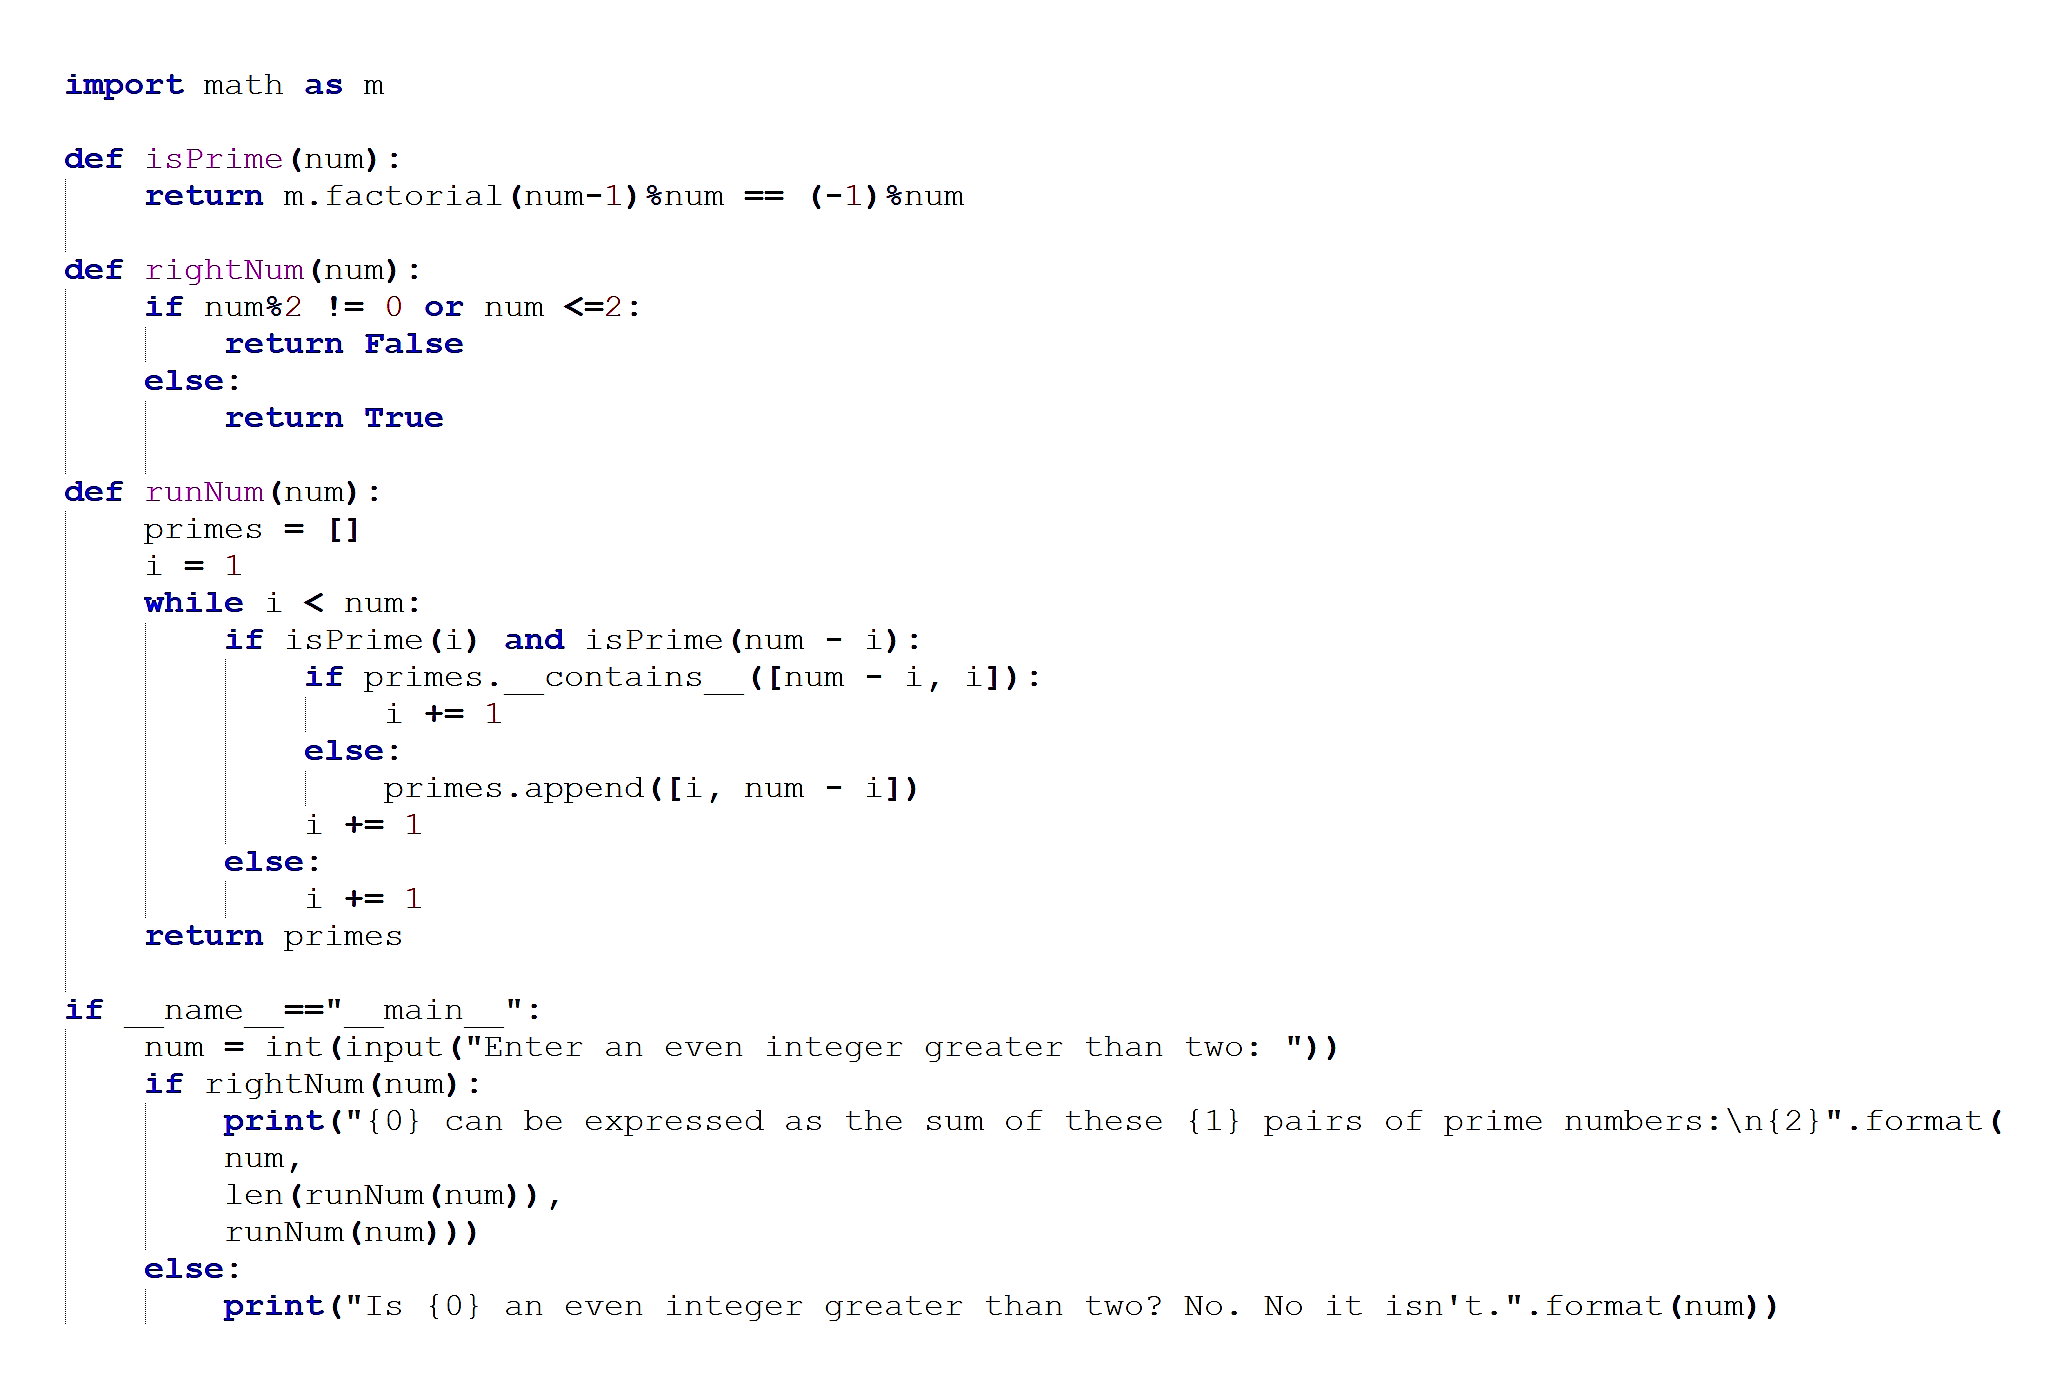 import math as m

def isPrime(num):
    return m.factorial(num-1)%num == (-1)%num

def rightNum(num):
    if num%2 != 0 or num <=2:
        return False
    else:
        return True

def runNum(num):
    primes = []
    i = 1
    while i < num:
        if isPrime(i) and isPrime(num - i):
            if primes.__contains__([num - i, i]):
                i += 1
            else:
                primes.append([i, num - i])
            i += 1
        else:
            i += 1
    return primes

if __name__=="__main__":
    num = int(input("Enter an even integer greater than two: "))
    if rightNum(num):
        print("{0} can be expressed as the sum of these {1} pairs of prime numbers:\n{2}".format(
        num,
        len(runNum(num)),
        runNum(num)))
    else:
        print("Is {0} an even integer greater than two? No. No it isn't.".format(num))